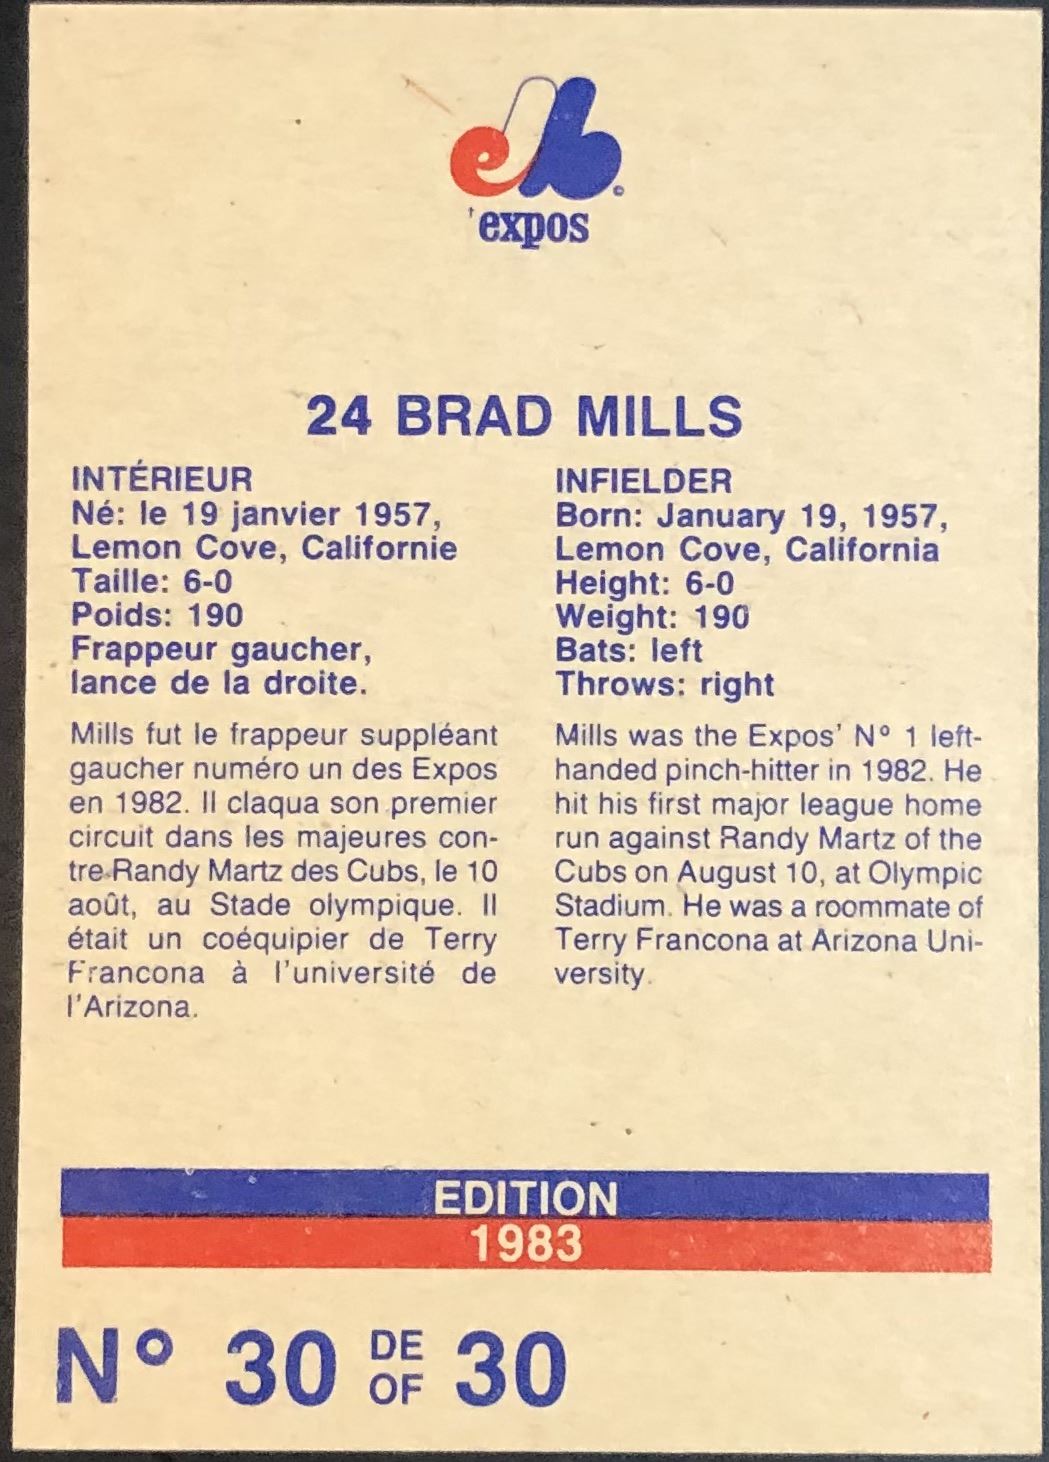 expos
24 BRAD MILLS
INTÉRIEUR
Né: le 19 janvier 1957,
Lemon Cove, Californie
Taille: 6-0
Poids: 190
Frappeur gaucher,
lance de la droite.
Mills fut le frappeur suppléant
gaucher numéro un des Expos
en 1982. Il claqua son premier
circuit dans les majeures con-
tre Randy Martz des Cubs, le 10
août, au Stade olympique. Il
était un coéquipier de Terry
Francona à l'université de
l'Arizona.
INFIELDER
Born: January 19, 1957,
Lemon Cove, California
Height: 6-0
Weight: 190
Bats: left
Throws: right
Mills was the Expos' Nº 1 left-
handed pinch-hitter in 1982. He
hit his first major league home
run against Randy Martz of the
Cubs on August 10, at Olympic
Stadium. He was a roommate of
Terry Francona at Arizona Uni-
versity.
EDITION
1983
Nº 30 DE OF 30